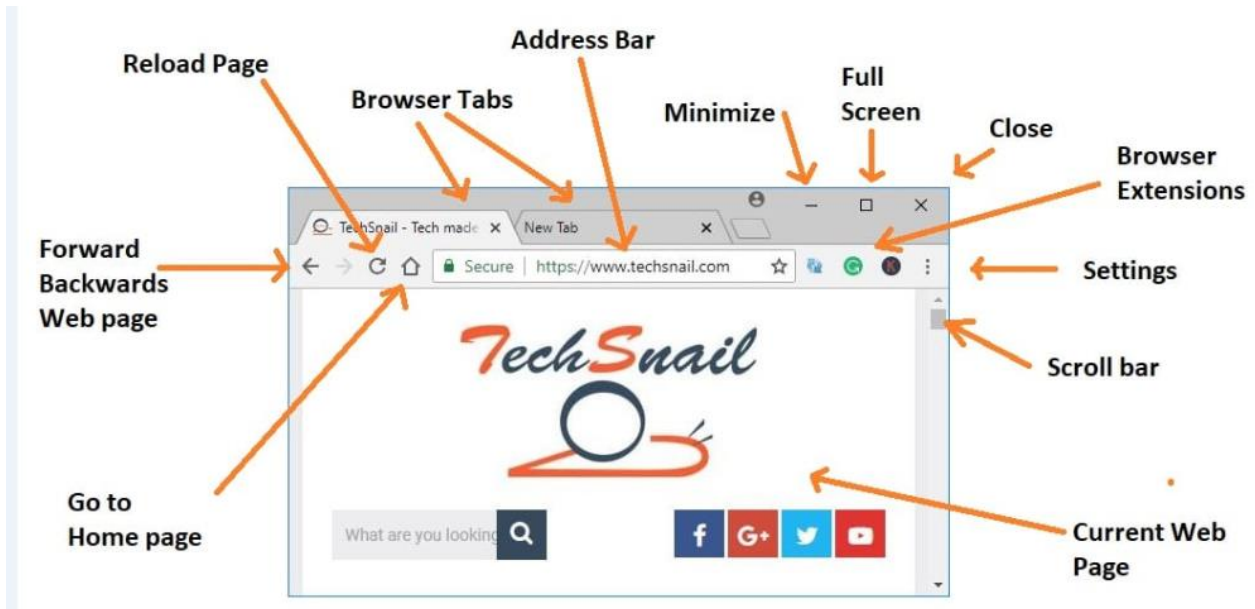 Address Bar
Reload Page
Browser Tabs
Minimize
Full
Screen
Close
Browser
Extensions
TechSnail - Tech made
New Tab
Forward
Backwards
Web page
Secure
https://www.techsnail.com
K
Settings
TechSnail
Scroll bar
Go to
Home page
What are you looking
f
G+
Current Web
Page